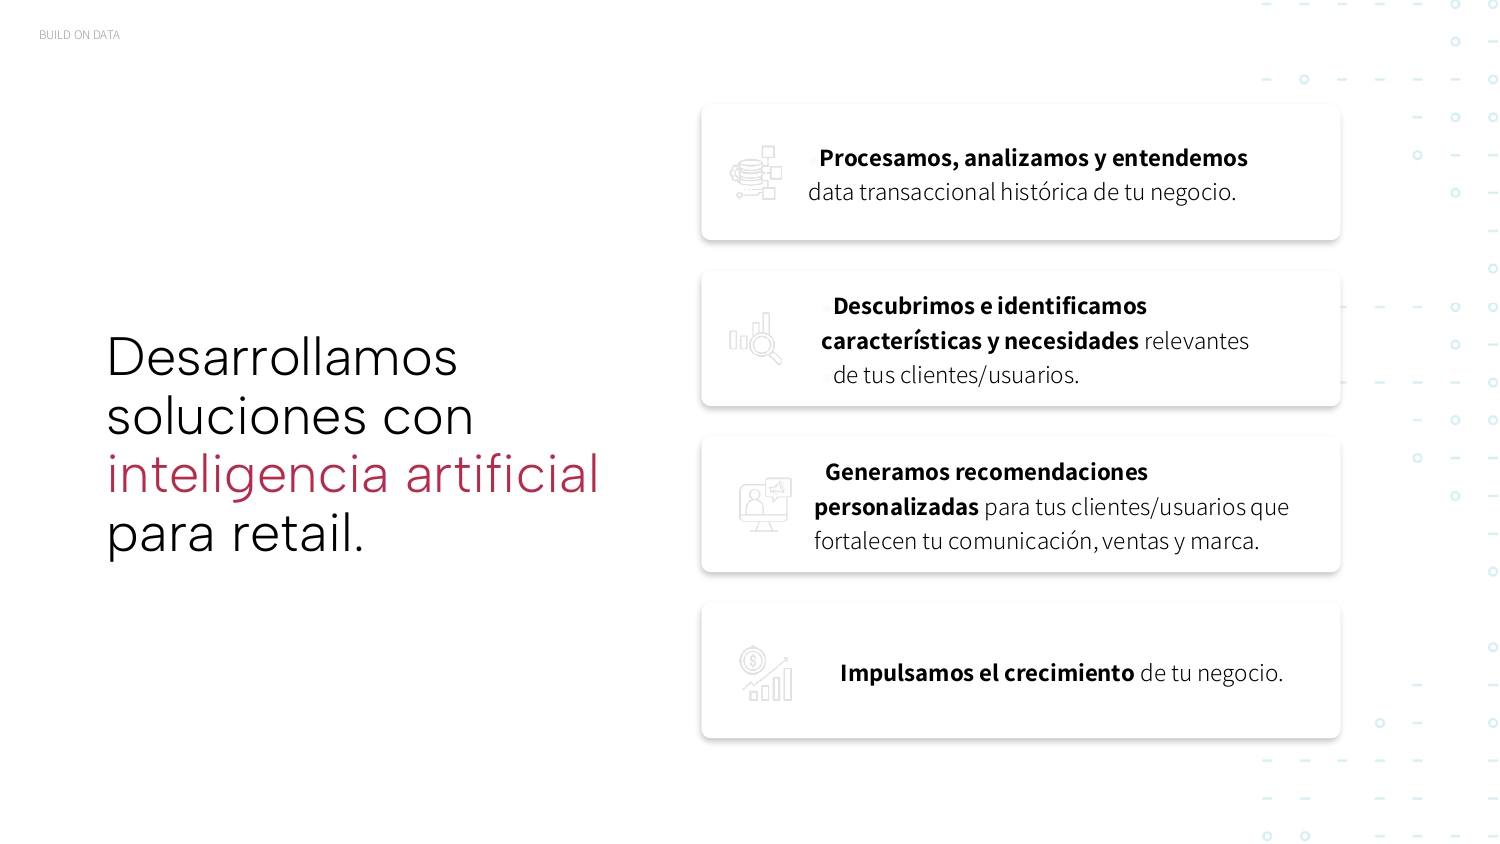 BUILD ON DATA
Desarrollamos
soluciones con
inteligencia artificial
para retail.
Procesamos, analizamos y entendemos
data transaccional histórica de tu negocio.
Descubrimos e identificamos
características y necesidades relevantes
de tus clientes/usuarios.
Generamos recomendaciones
personalizadas para tus clientes/usuarios que
fortalecen tu comunicación, ventas y marca.
Impulsamos el crecimiento de tu negocio.